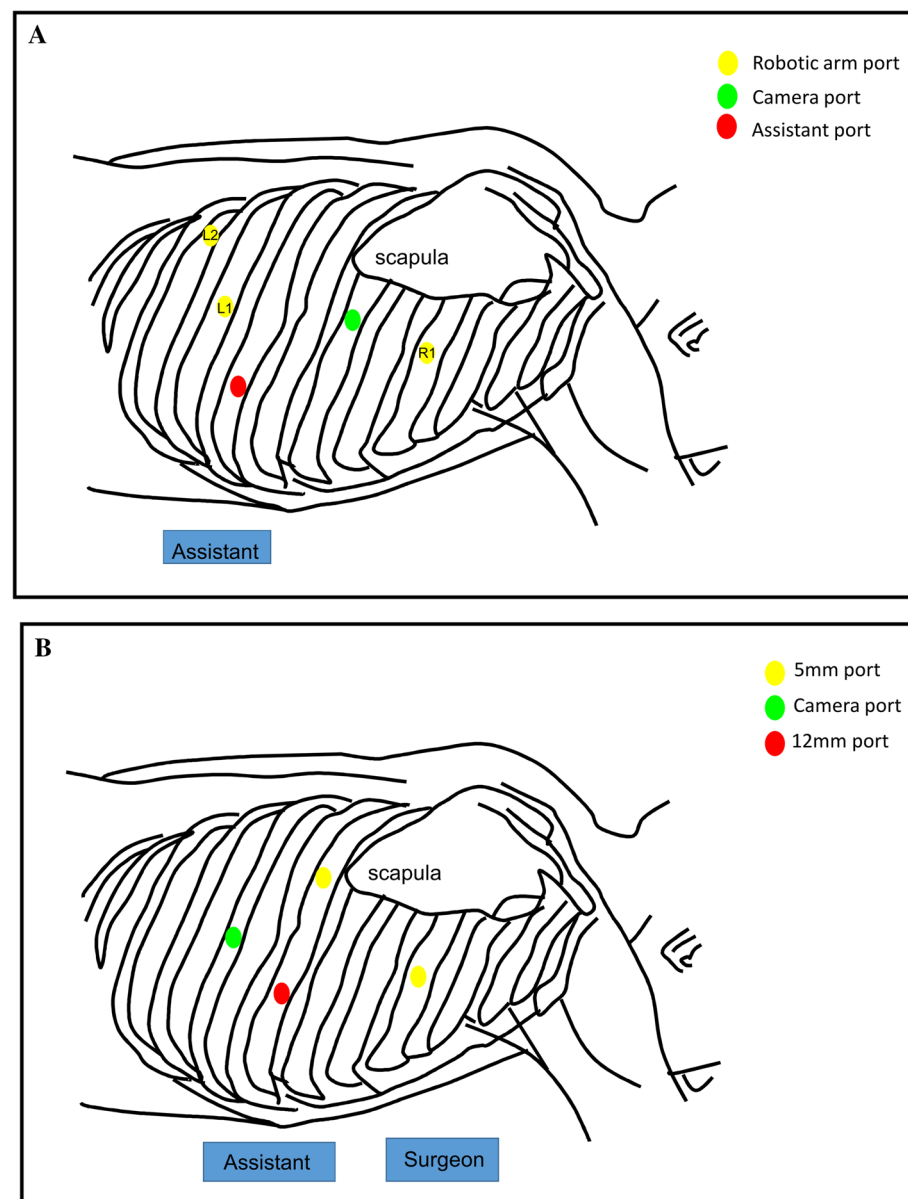 A
Robotic arm port
Camera port
Assistant port
L2
scapula
L1
R1
Assistant
B
5mm port
Camera port
12mm port
scapula
Assistant
Surgeon